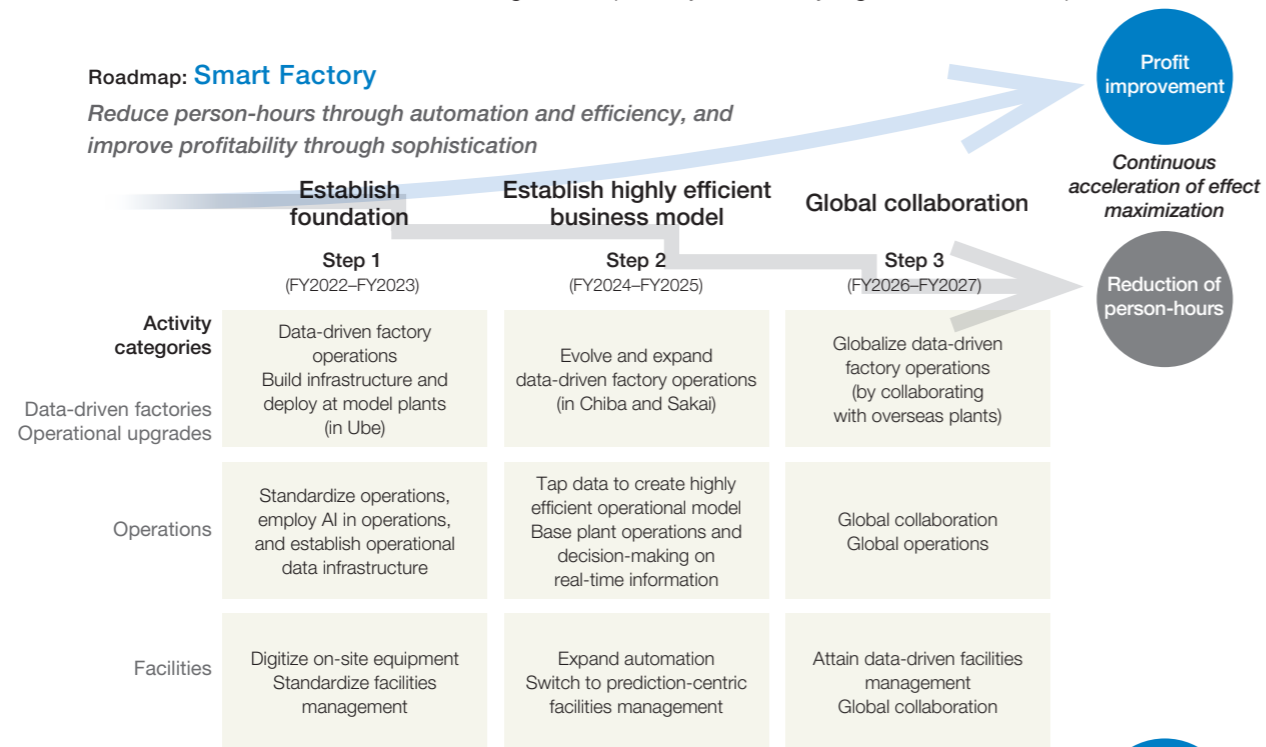 Roadmap: Smart Factory
Reduce person-hours through automation and efficiency, and
improve profitability through sophistication
Profit
improvement
Continuous
acceleration of effect
maximization
Reduction of
person-hours
Establish
foundation
Establish highly efficient
business model
Global collaboration
Step 1
(FY2022–FY2023)
Step 2
(FY2024–FY2025)
Step 3
(FY2026–FY2027)
Activity
categories
Data-driven factories
Operational upgrades
Data-driven factory
operations
Build infrastructure and
deploy at model plants
(in Ube)
Evolve and expand
data-driven factory operations
(in Chiba and Sakai)
Globalize data-driven
factory operations
(by collaborating
with overseas plants)
Operations
Standardize operations,
employ AI in operations,
and establish operational
data infrastructure
Tap data to create highly
efficient operational model
Base plant operations and
decision-making on
real-time information
Global collaboration
Global operations
Facilities
Digitize on-site equipment
Standardize facilities
management
Expand automation
Switch to prediction-centric
facilities management
Attain data-driven facilities
management
Global collaboration